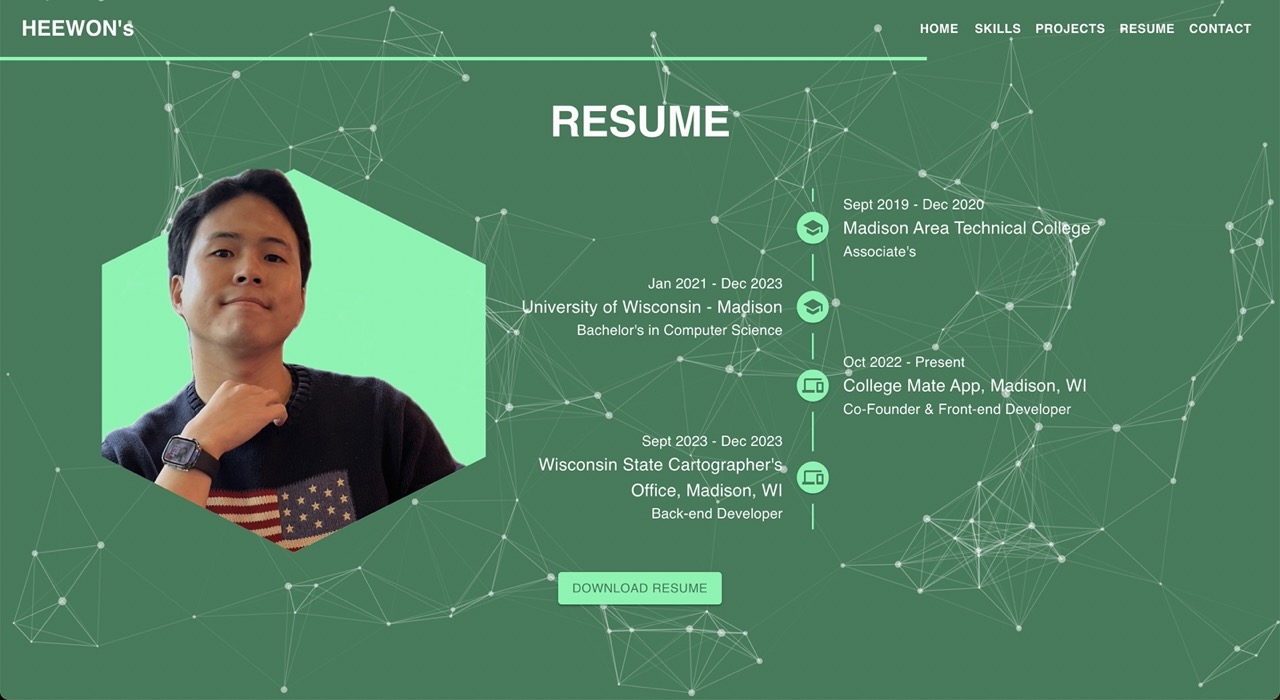 HEEWON's
HOME SKILLS PROJECTS RESUME CONTACT
RESUME
Sept 2019 - Dec 2020
Madison Area Technical College
Associate's
Jan 2021 - Dec 2023
University of Wisconsin - Madison
Bachelor's in Computer Science
Oct 2022 - Present
College Mate App, Madison, WI
Co-Founder & Front-end Developer
Sept 2023 - Dec 2023
Wisconsin State Cartographer's
Office, Madison, WI
Back-end Developer
DOWNLOAD RESUME